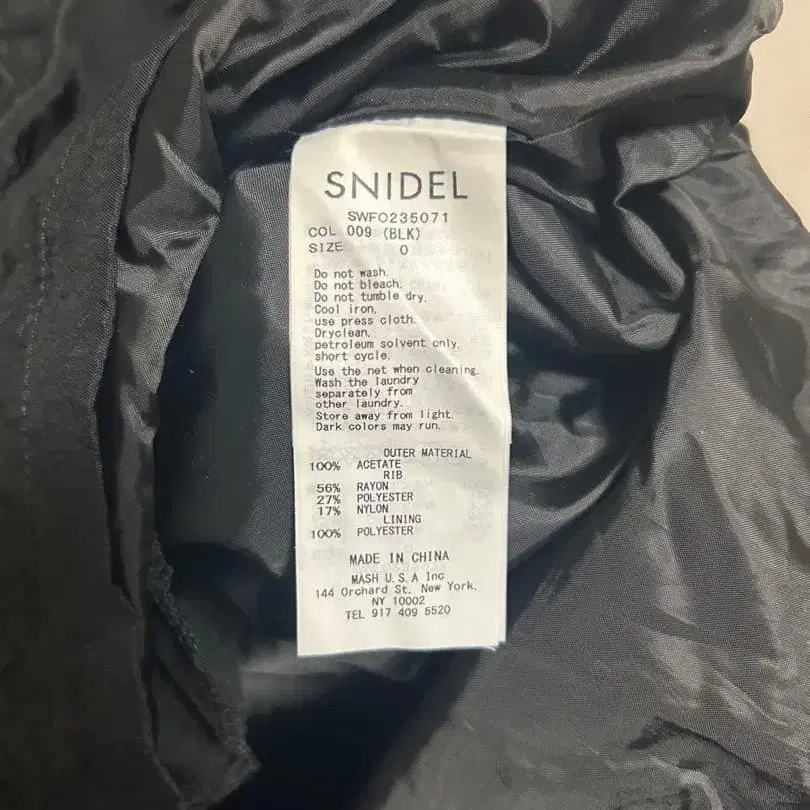 SNIDEL
SWFO235071
COL 009 (BLK)
SIZE 0
Do not wash.
Do not bleach.
Do not tumble dry.
Cool iron.
use press cloth.
Dryclean.
petroleum solvent only.
short cycle.
Use the net when cleaning.
Wash the laundry
separately from
other laundry.
Store away from light.
Dark colors may run.
OUTER MATERIAL
100% ACETATE
RIB
56% RAYON
27% POLYESTER
17% NYLON
LINING
100% POLYESTER
MADE IN CHINA
MASH U.S.A Inc
144 Orchard St. New York.
NY 10002
TEL 917 409 5520